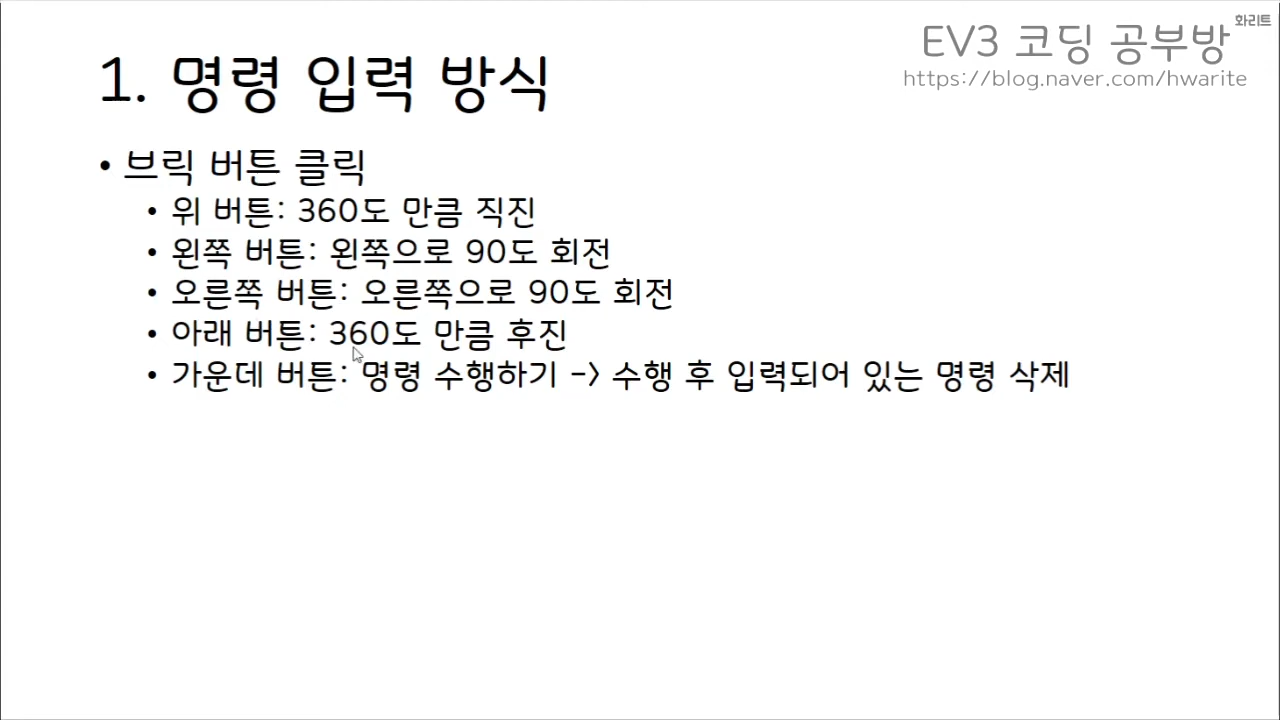 화리트
EV3 코딩 공부방
https://blog.naver.com/hwarite
1. 명령 입력 방식
• 브릭 버튼 클릭
• 위 버튼: 360도 만큼 직진
• 왼쪽 버튼: 왼쪽으로 90도 회전
• 오른쪽 버튼: 오른쪽으로 90도 회전
• 아래 버튼: 360도 만큼 후진
• 가운데 버튼: 명령 수행하기 -> 수행 후 입력되어 있는 명령 삭제